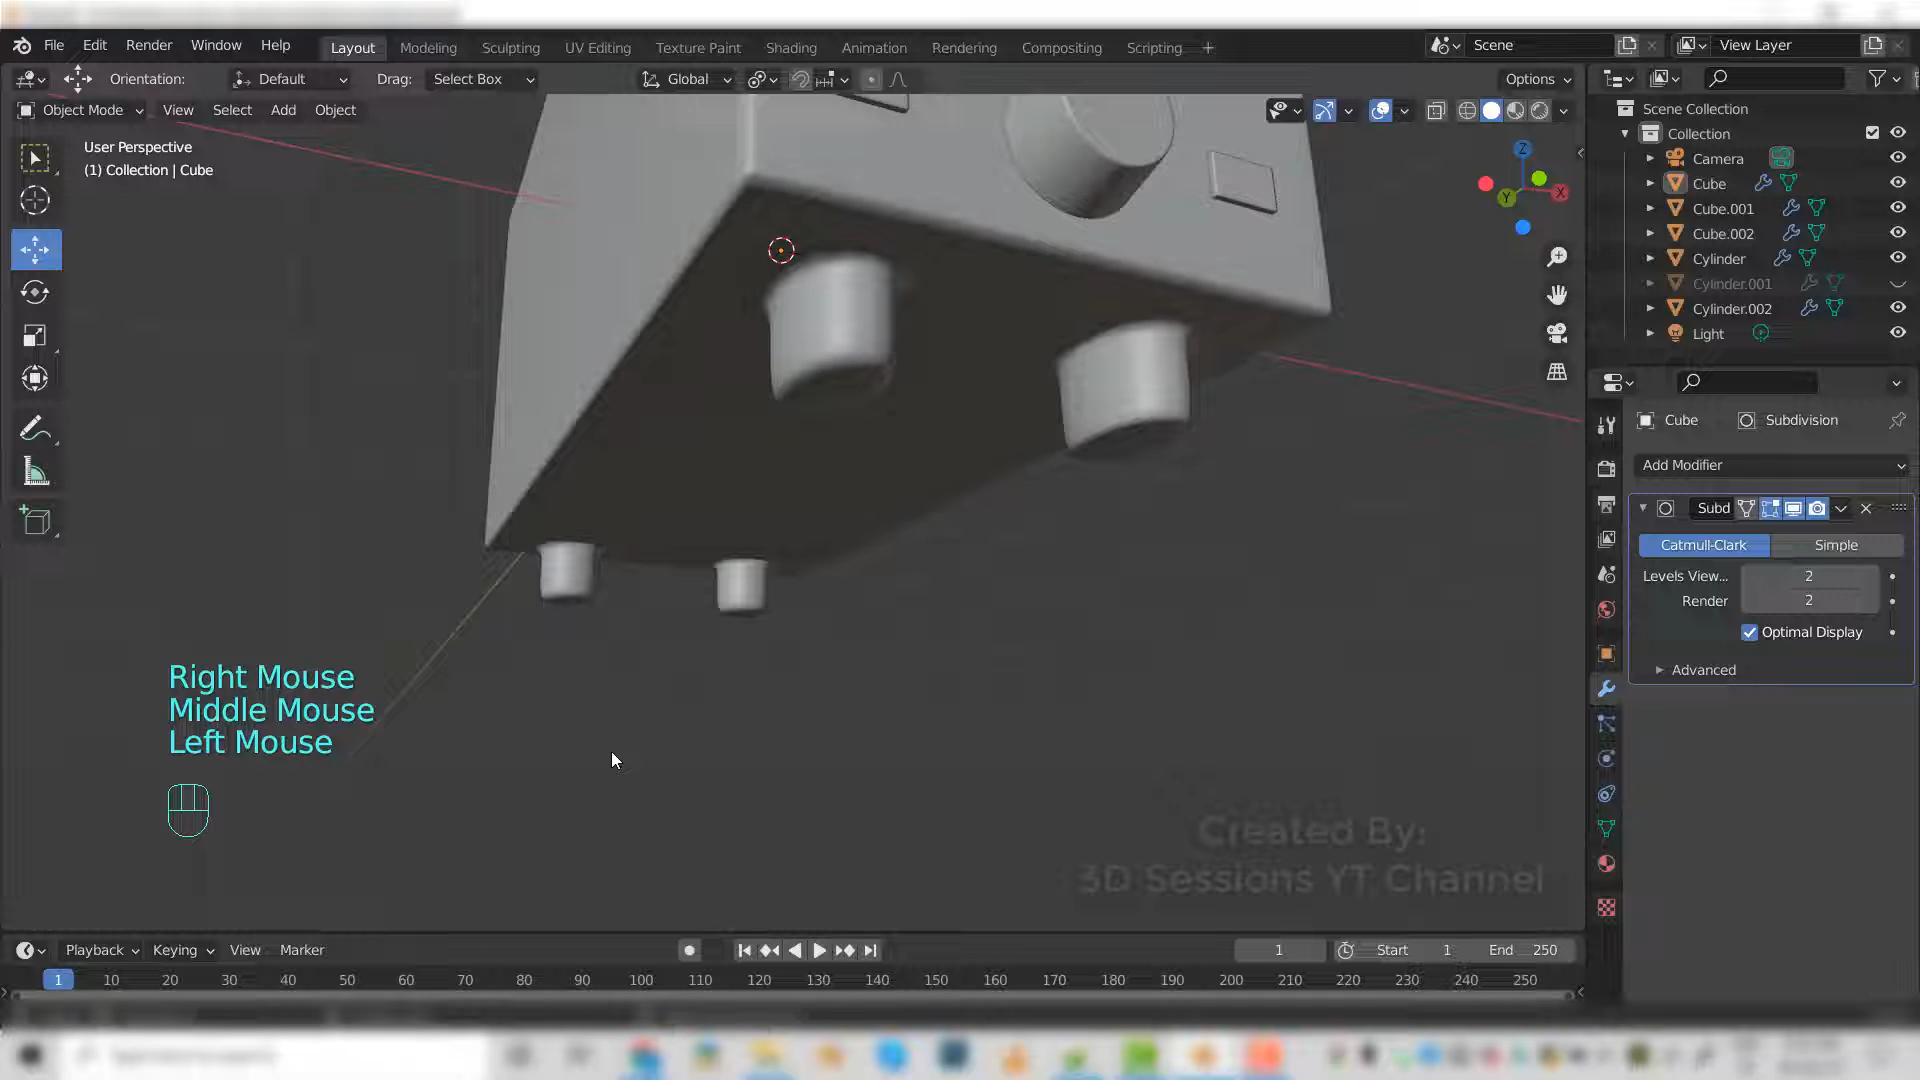 File Edit Render Window Help Layout Modeling Sculpting UV Editing Texture Paint Shading Animation Rendering Compositing Scripting + Scene View Layer
Orientation: Default Drag: Select Box Global Options
Object Mode View Select Add Object
User Perspective
(1) Collection | Cube
Z
X
Y
Scene Collection
Collection
Camera
Cube
Cube.001
Cube.002
Cylinder
Cylinder.001
Cylinder.002
Light
Cube Subdivision
Add Modifier
Subd
Catmull-Clark Simple
Levels View... 2
Render 2
Optimal Display
Advanced
Right Mouse
Middle Mouse
Left Mouse
Created By:
3D Sessions YT Channel
Playback Keying View Marker 1 Start 1 End 250
1 10 20 30 40 50 60 70 80 90 100 110 120 130 140 150 160 170 180 190 200 210 220 230 240 250